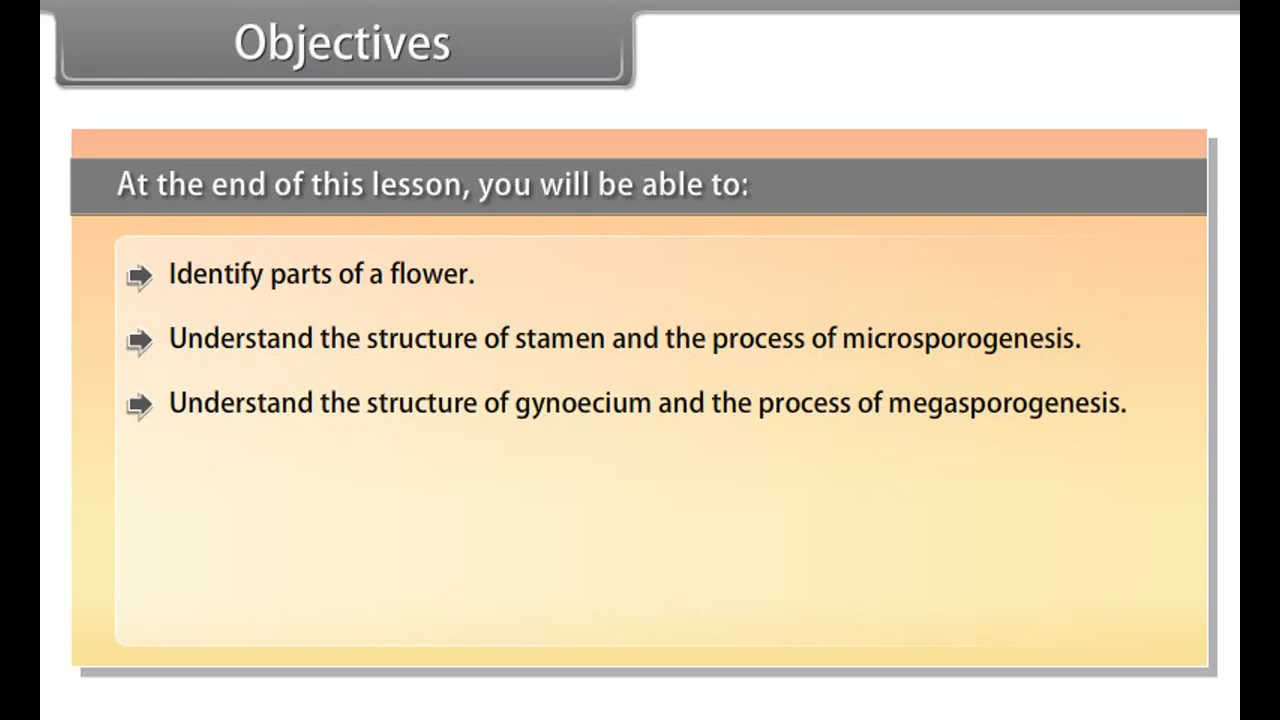 Objectives
At the end of this lesson, you will be able to:
Identify parts of a flower.
Understand the structure of stamen and the process of microsporogenesis.
Understand the structure of gynoecium and the process of megasporogenesis.